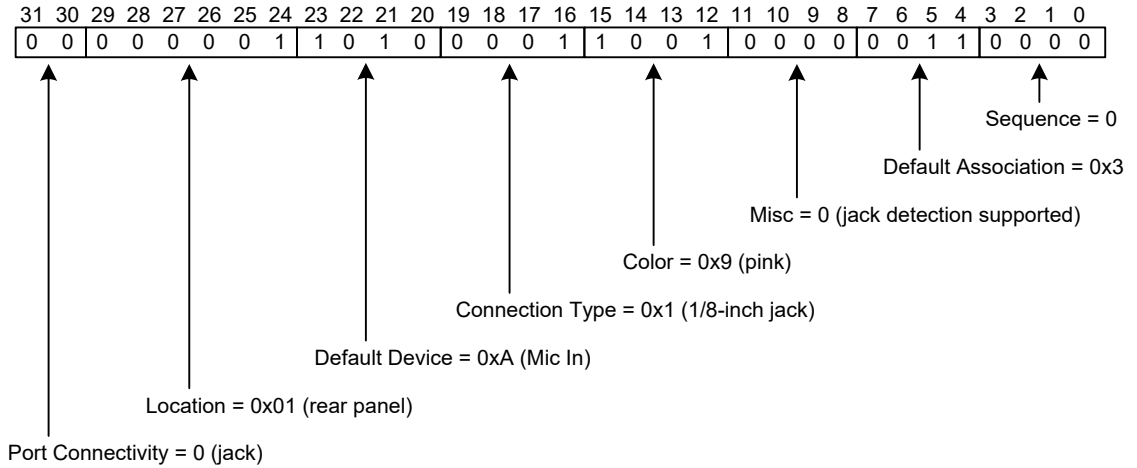 31 30 29 28 27 26 25 24 23 22 21 20 19 18 17 16 15 14 13 12 11 10 9 8 7 6 5 4 3 2 1 0
0 0 0 0 0 0 0 1 1 0 1 0 0 0 0 1 1 0 0 1 0 0 0 0 0 0 1 1 0 0 0 0
Sequence = 0
Default Association = 0x3
Misc = 0 (jack detection supported)
Color = 0x9 (pink)
Connection Type = 0x1 (1/8-inch jack)
Default Device = 0xA (Mic In)
Location = 0x01 (rear panel)
Port Connectivity = 0 (jack)